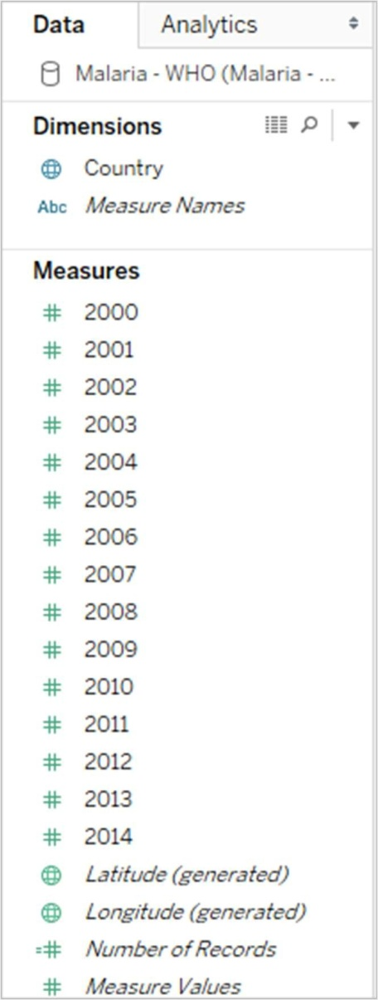 Data
Analytics
Malaria - WHO (Malaria - ...
Dimensions
Country
Abc Measure Names
Measures
# 2000
# 2001
# 2002
# 2003
# 2004
# 2005
# 2006
# 2007
# 2008
# 2009
# 2010
# 2011
# 2012
# 2013
# 2014
Latitude (generated)
Longitude (generated)
=# Number of Records
# Measure Values